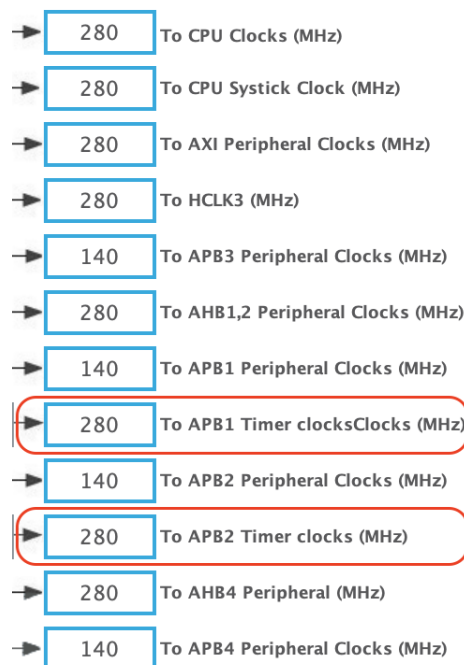 280 To CPU Clocks (MHz)
280 To CPU Systick Clock (MHz)
280 To AXI Peripheral Clocks (MHz)
280 To HCLK3 (MHz)
140 To APB3 Peripheral Clocks (MHz)
280 To AHB1,2 Peripheral Clocks (MHz)
140 To APB1 Peripheral Clocks (MHz)
280 To APB1 Timer clocksClocks (MHz)
140 To APB2 Peripheral Clocks (MHz)
280 To APB2 Timer clocks (MHz)
280 To AHB4 Peripheral (MHz)
140 To APB4 Peripheral Clocks (MHz)